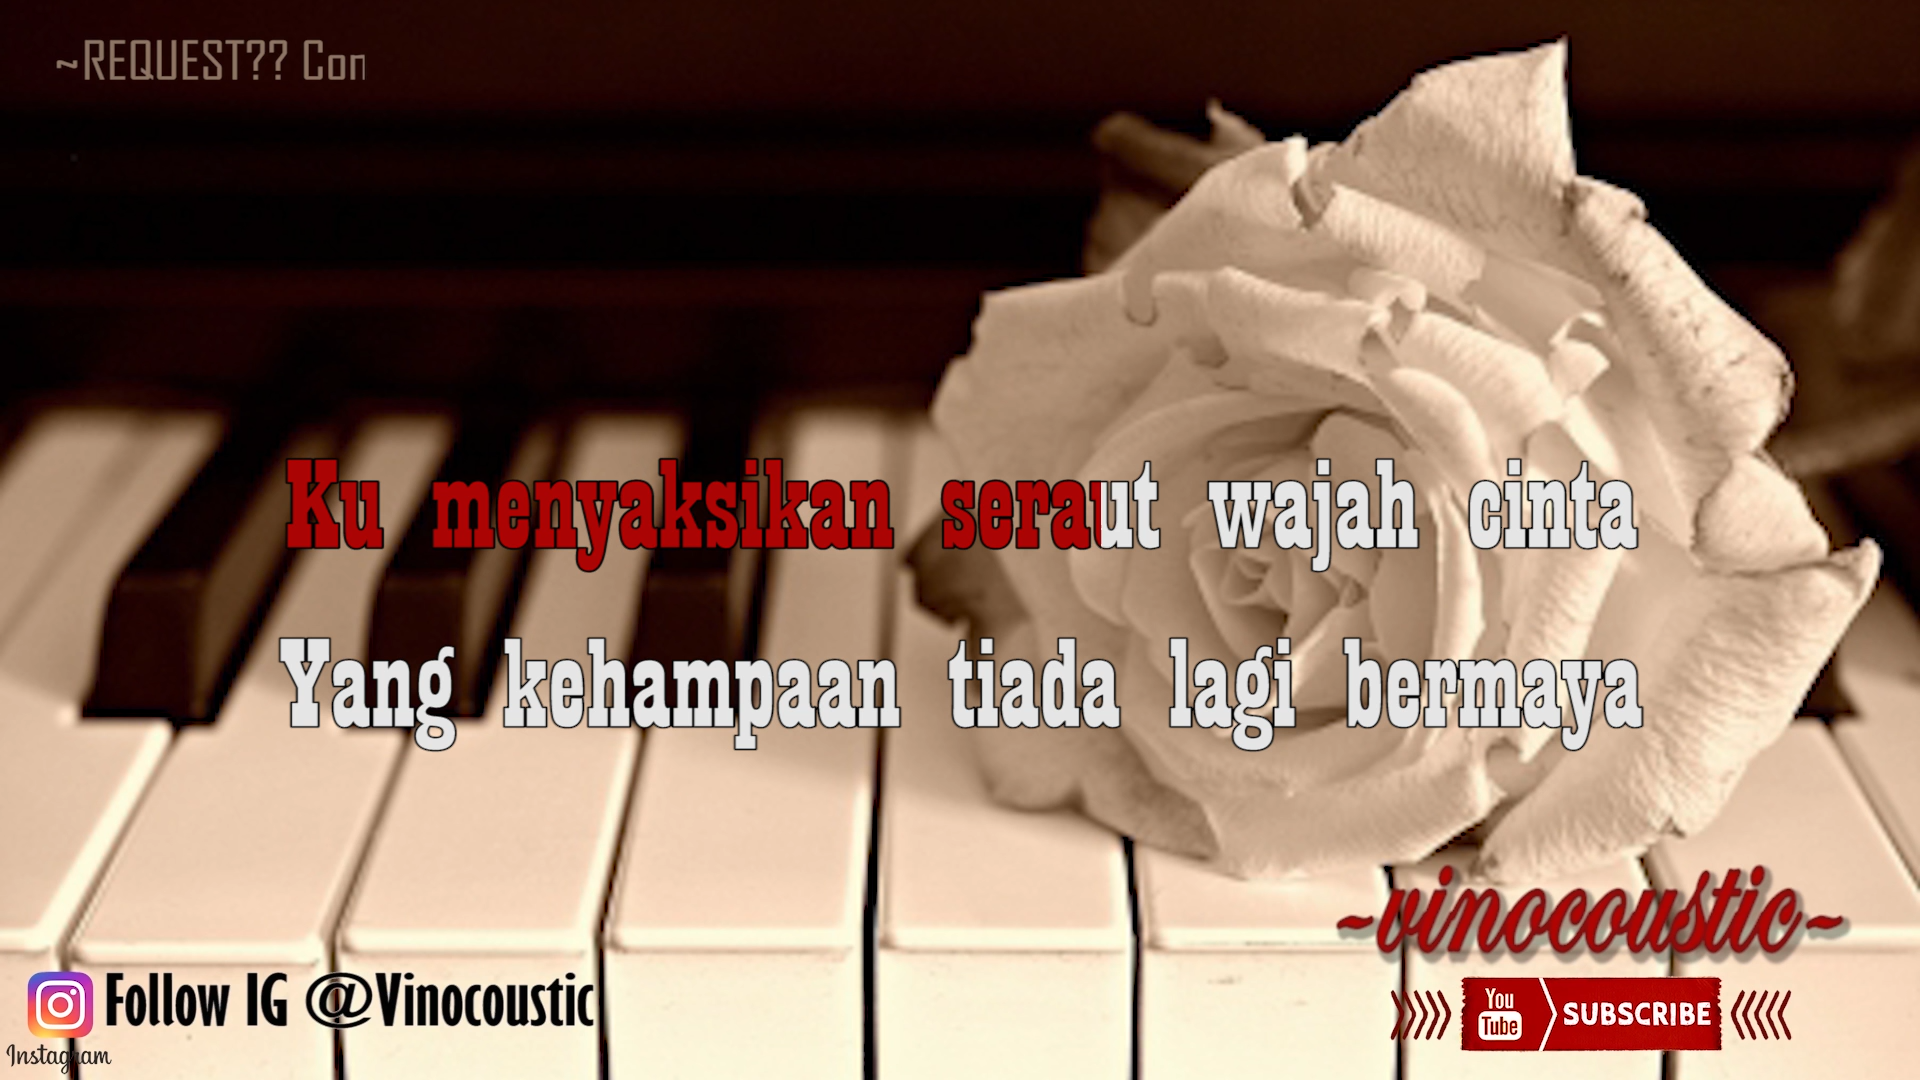 ~REQUEST?? Con
Ku menyaksikan seraut wajah cinta
Yang kehampaan tiada lagi bermaya
~vinocoustic~
Follow IG @Vinocoustic
Instagram
You
Tube
SUBSCRIBE